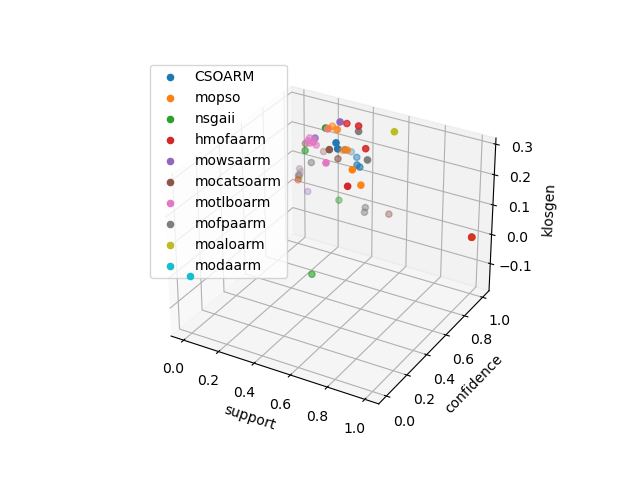 CSOARM
mopso
nsgaii
hmofaarm
mowsaarm
mocatsoarm
motlboarm
mofpaarm
moaloarm
modaarm
0.3
0.2
0.1
0.0
−0.1
klosgen
0.0
0.2
0.4
0.6
0.8
1.0
support
0.0
0.2
0.4
0.6
0.8
1.0
confidence